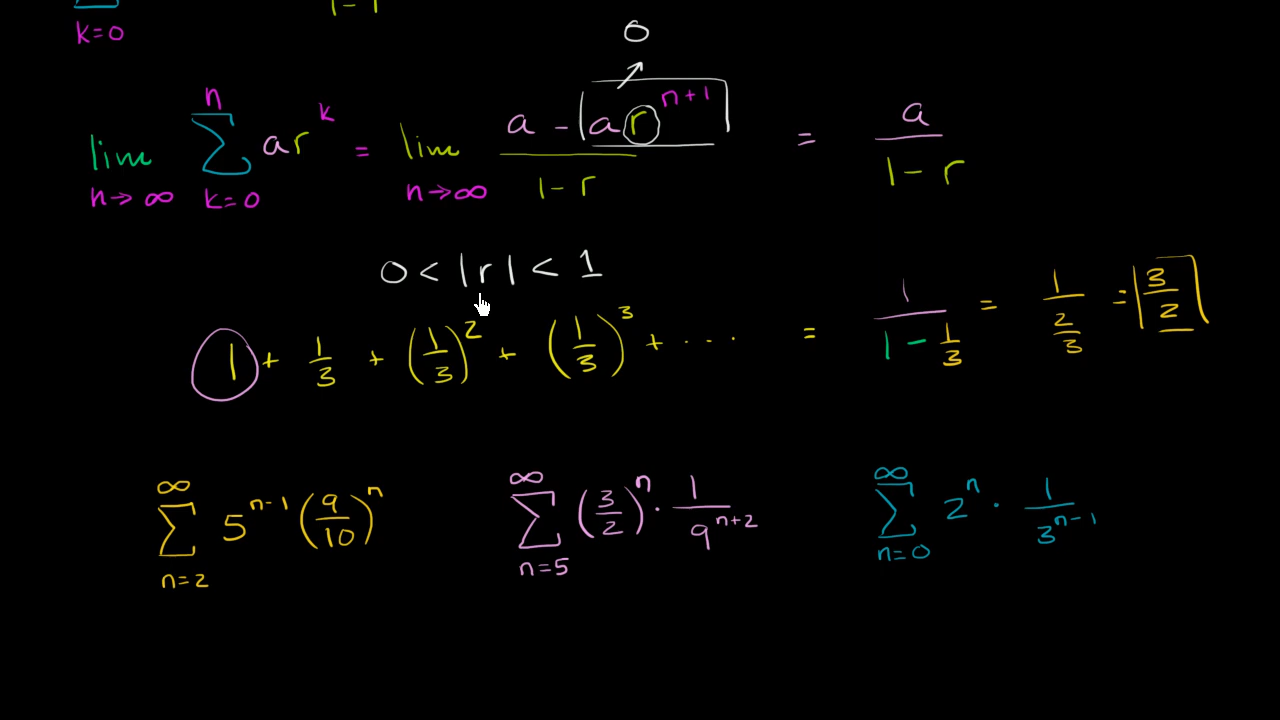 k=0
1-r
0
lim n→∞ n Σ k=0 ar^k = lim n→∞ (a - ar^(n+1))/(1-r) = a/(1-r)
0 < |r| < 1
1 + 1/3 + (1/3)^2 + (1/3)^3 + ··· = 1/(1 - 1/3) = 1/(2/3) = 3/2
∞ Σ n=2 5^(n-1) (9/10)^n
∞ Σ n=5 (3/2)^n · 1/9^(n+2)
∞ Σ n=0 2^n · 1/3^(n-1)